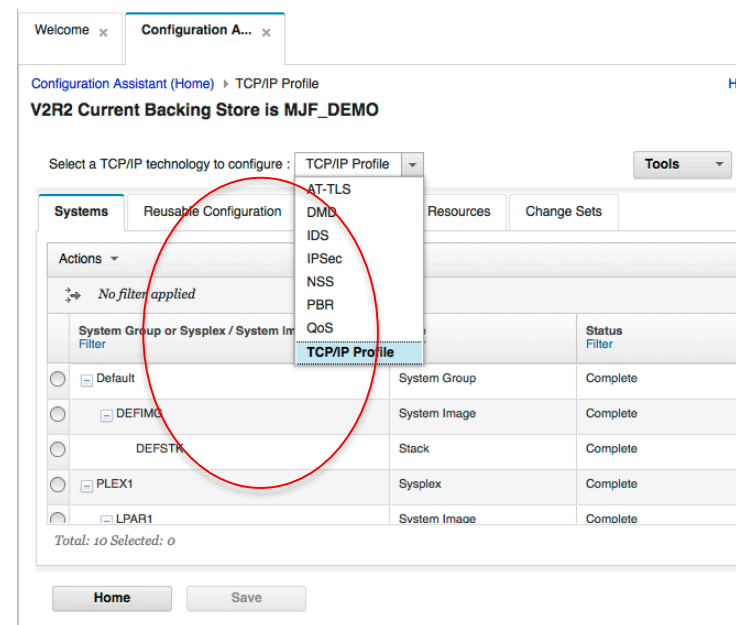 Welcome x
Configuration A... x
Configuration Assistant (Home) TCP/IP Profile
H
V2R2 Current Backing Store is MJF_DEMO
Select a TCP/IP technology to configure : TCP/IP Profile
Tools
AT-TLS
DMD
IDS
IPSec
NSS
PBR
QoS
TCP/IP Profile
Systems
Reusable Configuration
Resources
Change Sets
Actions
No filter applied
System Group or Sysplex / System Im
Filter
Status
Filter
Default System Group Complete
DEFIMG System Image Complete
DEFSTK Stack Complete
PLEX1 Sysplex Complete
LPAR1 System Image Complete
Total: 10 Selected: 0
Home
Save